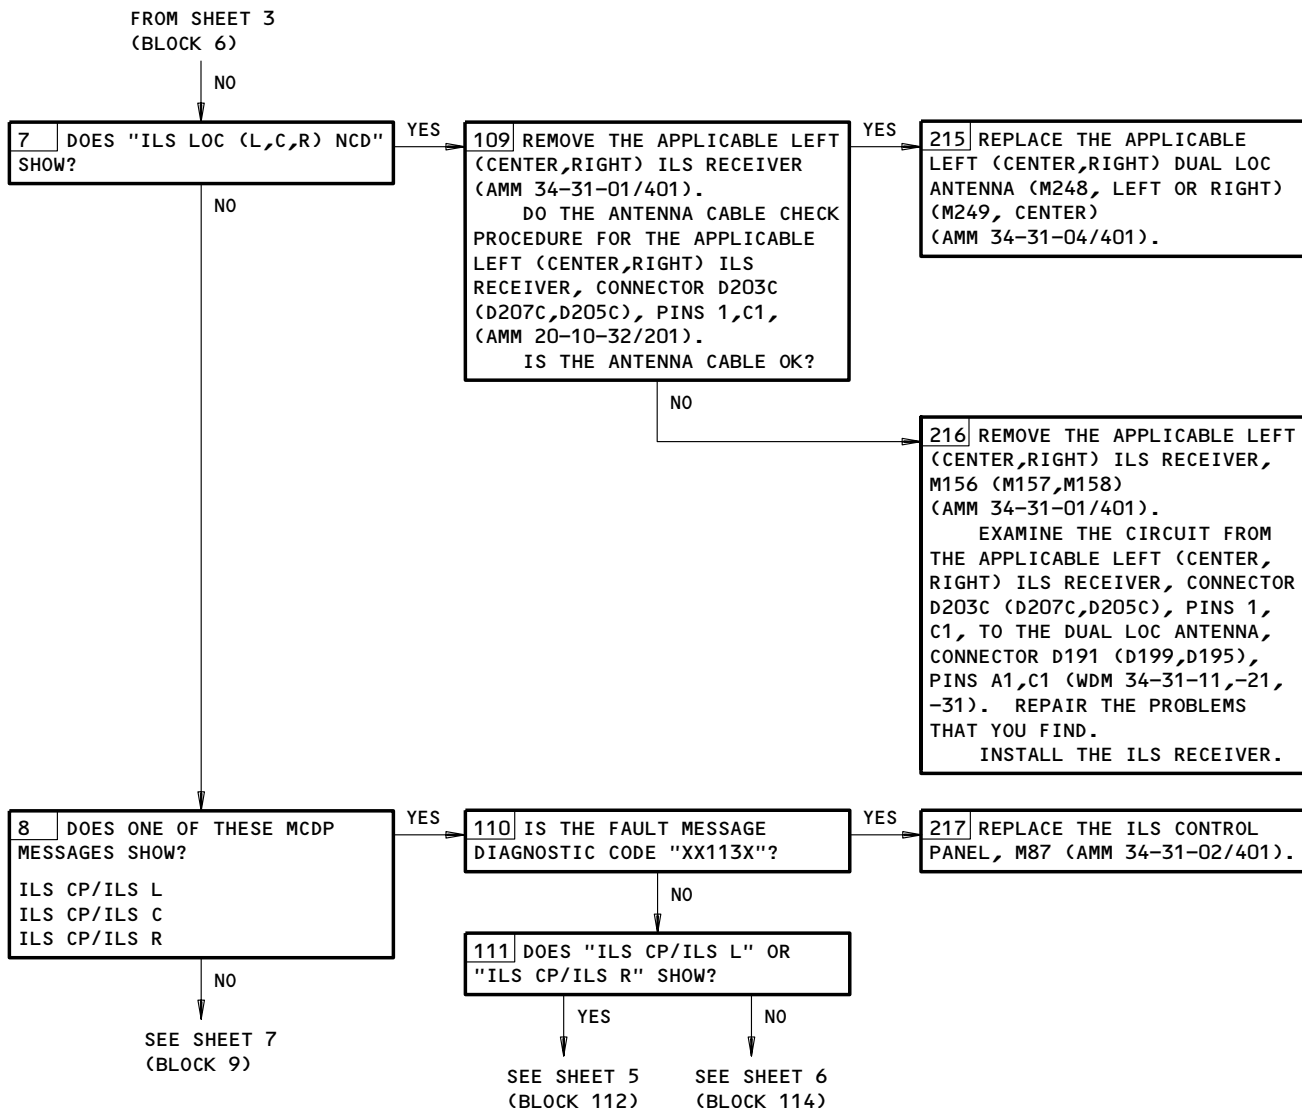 FROM SHEET 3
(BLOCK 6)
NO
7 DOES "ILS LOC (L,C,R) NCD"
SHOW?
YES
NO
109 REMOVE THE APPLICABLE LEFT
(CENTER,RIGHT) ILS RECEIVER
(AMM 34-31-01/401).
DO THE ANTENNA CABLE CHECK
PROCEDURE FOR THE APPLICABLE
LEFT (CENTER,RIGHT) ILS
RECEIVER, CONNECTOR D203C
(D207C,D205C), PINS 1,C1,
(AMM 20-10-32/201).
IS THE ANTENNA CABLE OK?
YES
NO
215 REPLACE THE APPLICABLE
LEFT (CENTER,RIGHT) DUAL LOC
ANTENNA (M248, LEFT OR RIGHT)
(M249, CENTER)
(AMM 34-31-04/401).
216 REMOVE THE APPLICABLE LEFT
(CENTER,RIGHT) ILS RECEIVER,
M156 (M157,M158)
(AMM 34-31-01/401).
EXAMINE THE CIRCUIT FROM
THE APPLICABLE LEFT (CENTER,
RIGHT) ILS RECEIVER, CONNECTOR
D203C (D207C,D205C), PINS 1,
C1, TO THE DUAL LOC ANTENNA,
CONNECTOR D191 (D199,D195),
PINS A1,C1 (WDM 34-31-11,-21,
-31). REPAIR THE PROBLEMS
THAT YOU FIND.
INSTALL THE ILS RECEIVER.
8 DOES ONE OF THESE MCDP
MESSAGES SHOW?
ILS CP/ILS L
ILS CP/ILS C
ILS CP/ILS R
YES
NO
SEE SHEET 7
(BLOCK 9)
110 IS THE FAULT MESSAGE
DIAGNOSTIC CODE "XX113X"?
YES
NO
217 REPLACE THE ILS CONTROL
PANEL, M87 (AMM 34-31-02/401).
111 DOES "ILS CP/ILS L" OR
"ILS CP/ILS R" SHOW?
YES
NO
SEE SHEET 5
(BLOCK 112)
SEE SHEET 6
(BLOCK 114)